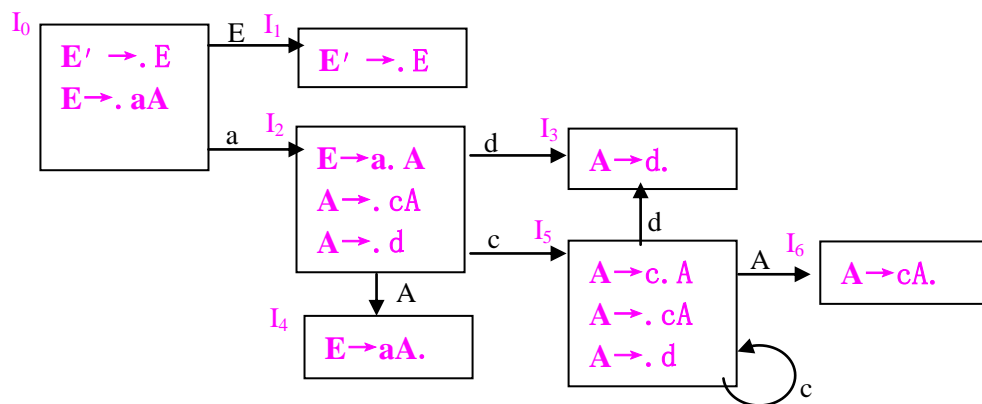 I₀
E′ →. E
E→. aA
E
I₁
E′ →. E
a
I₂
E→a. A
A→. cA
A→. d
d
I₃
A→d.
d
c
I₅
A→c. A
A→. cA
A→. d
A
I₆
A→cA.
A
I₄
E→aA.
c